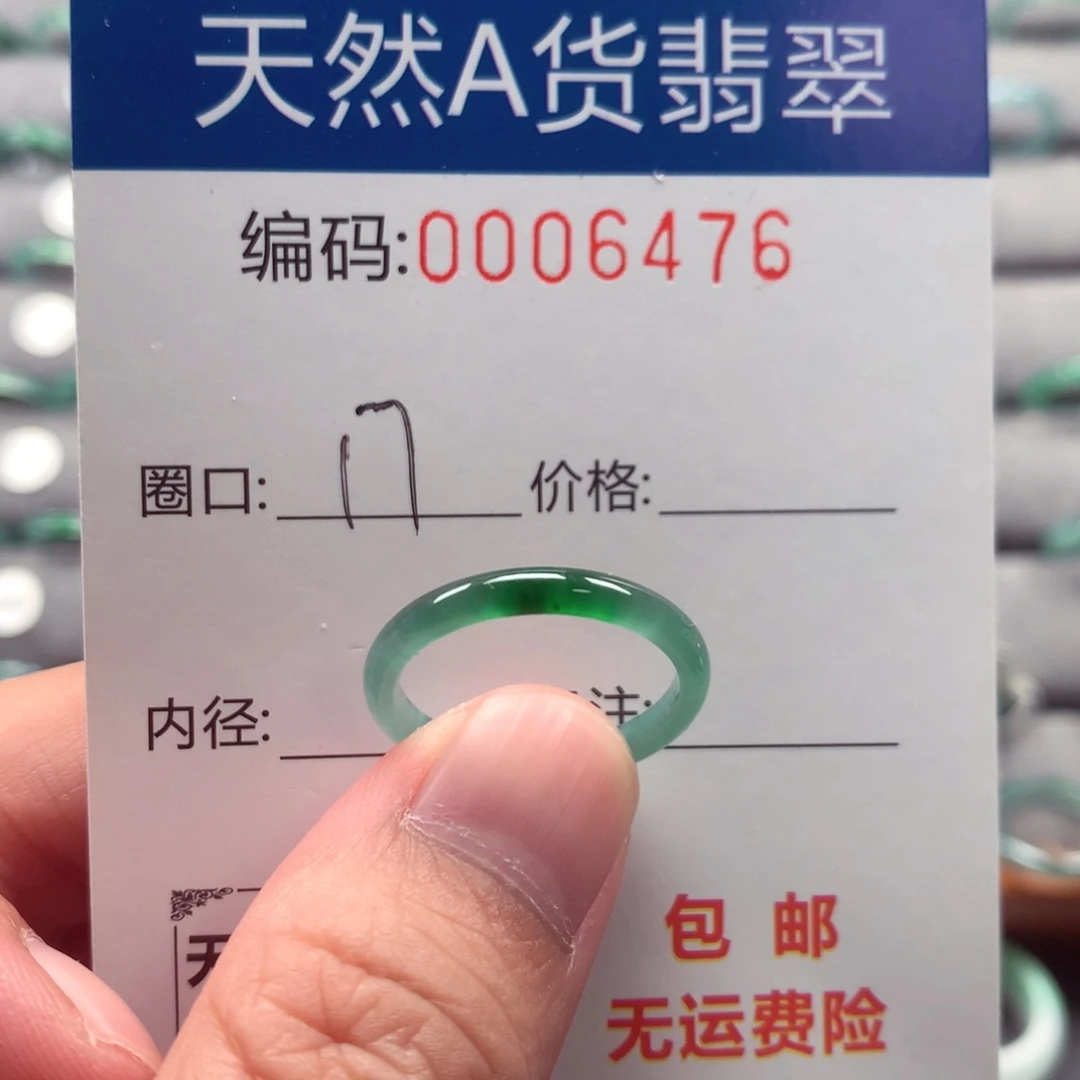 天然A货翡翠
编码:0006476
圈口: 17 价格:
内径: 注:
包邮
无运费险